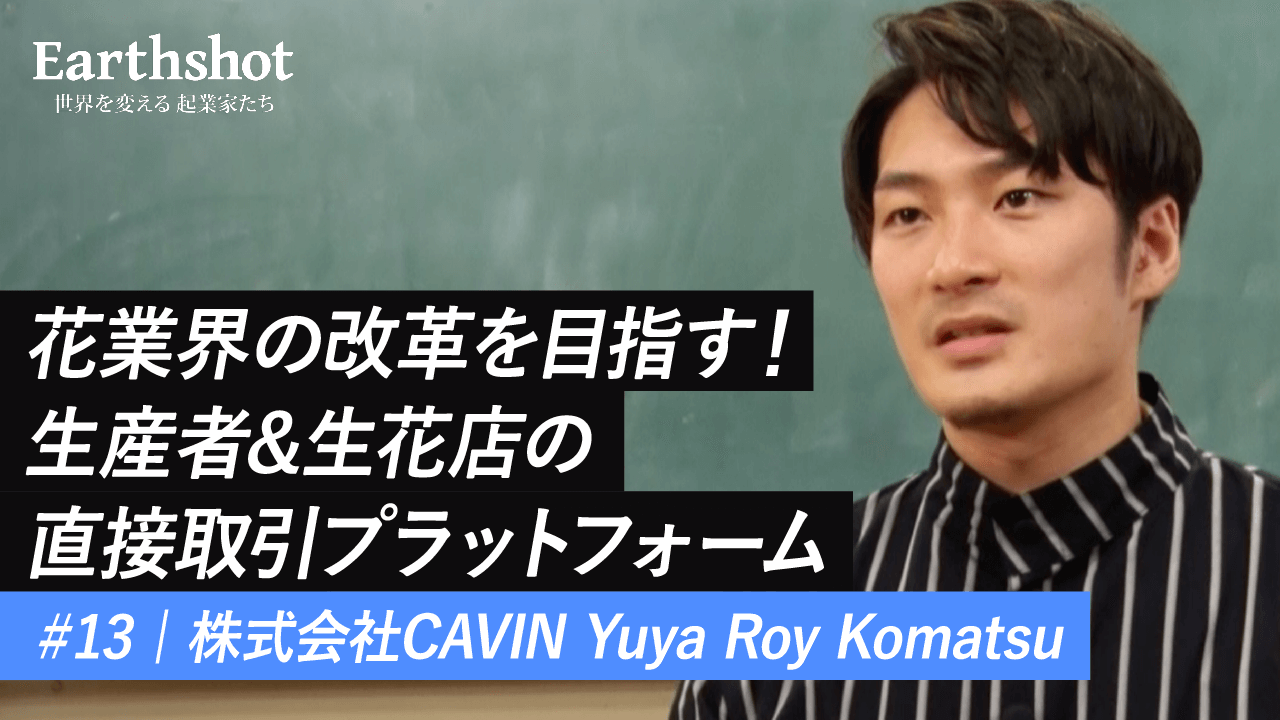 Earthshot
世界を変える 起業家たち
花業界の改革を目指す!
生産者&生花店の
直接取引プラットフォーム
#13｜株式会社CAVIN Yuya Roy Komatsu